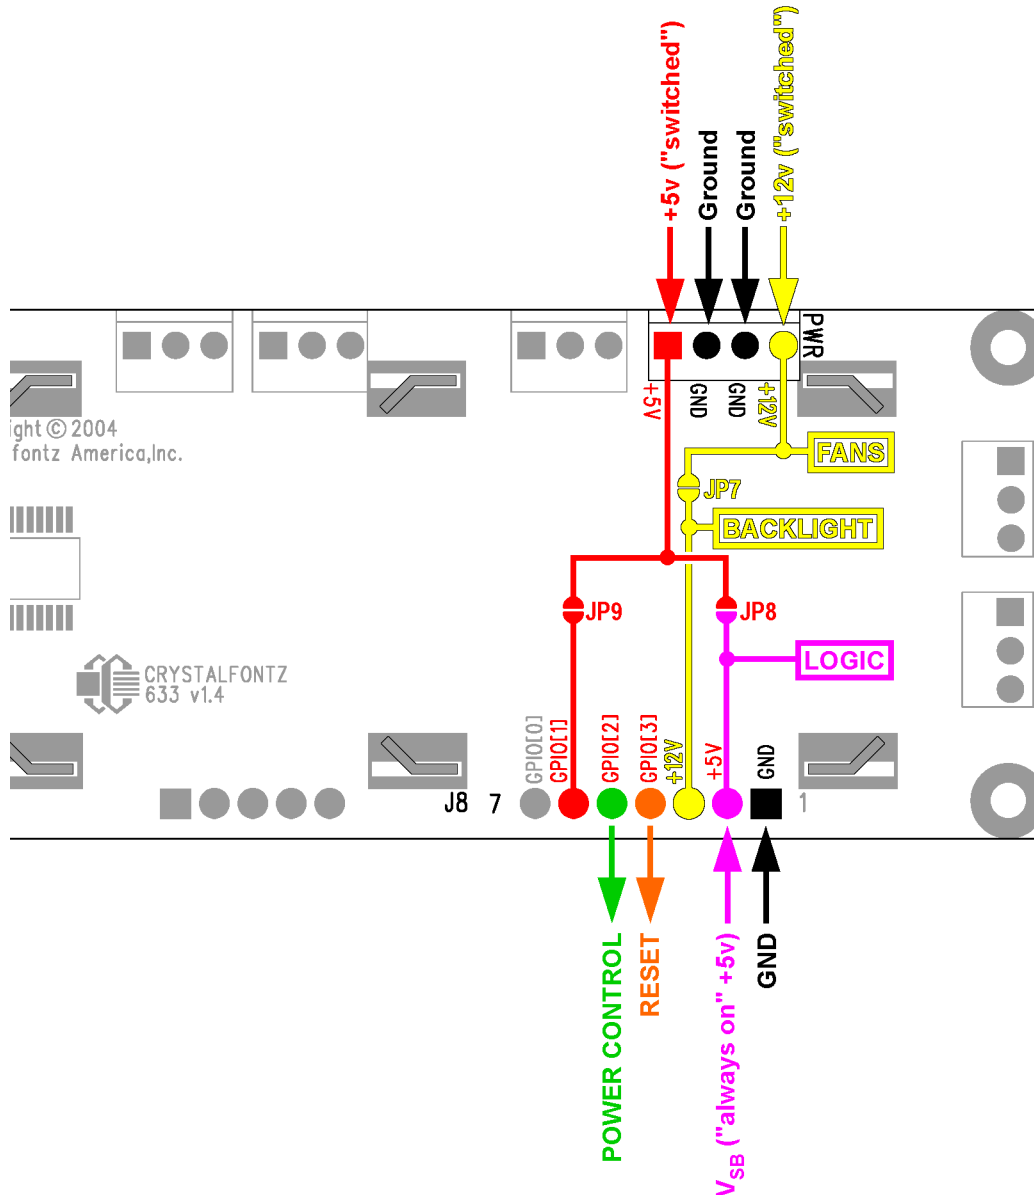 +5v ("switched")
Ground
Ground
+12v ("switched")
PWR
+5V
GND
GND
+12V
ight © 2004
fontz America,Inc.
FANS
JP7
BACKLIGHT
JP9
JP8
LOGIC
CRYSTALFONTZ
633 v1.4
GPIO[0]
GPIO[1]
GPIO[2]
GPIO[3]
+12V
+5V
GND
J8
7
1
POWER CONTROL
RESET
VSB ("always on" +5v)
GND